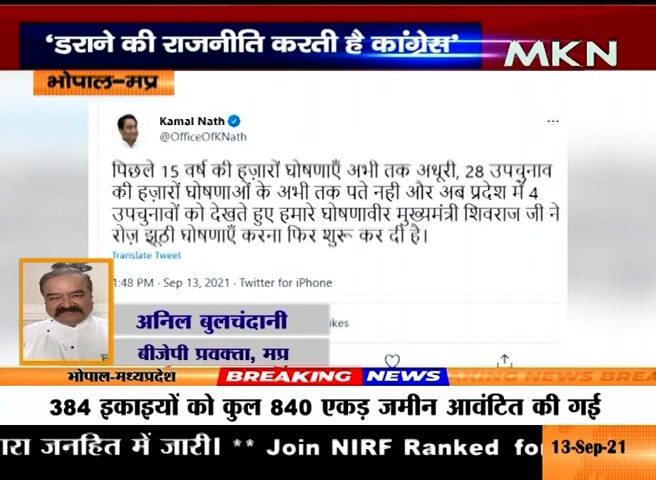 'डराने की राजनीति करती है कांग्रेस'
MKN
भोपाल-मप्र
Kamal Nath
@OfficeOfKNath
पिछले 15 वर्ष की हज़ारों घोषणाएँ अभी तक अधूरी, 28 उपचुनाव
की हज़ारों घोषणाओं के अभी तक पते नही और अब प्रदेश में 4
उपचुनावों को देखते हुए हमारे घोषणावीर मुख्यमंत्री शिवराज जी ने
रोज़ झूठी घोषणाएँ करना फिर शुरू कर दी है।
Translate Tweet
1:48 PM · Sep 13, 2021 · Twitter for iPhone
अनिल बुलचंदानी
बीजेपी प्रवक्ता, मप्र
भोपाल-मध्यप्रदेश
BREAKING NEWS
384 इकाइयों को कुल 840 एकड़ जमीन आवंटित की गई
जनहित में जारी। ** Join NIRF Ranked
13-Sep-21